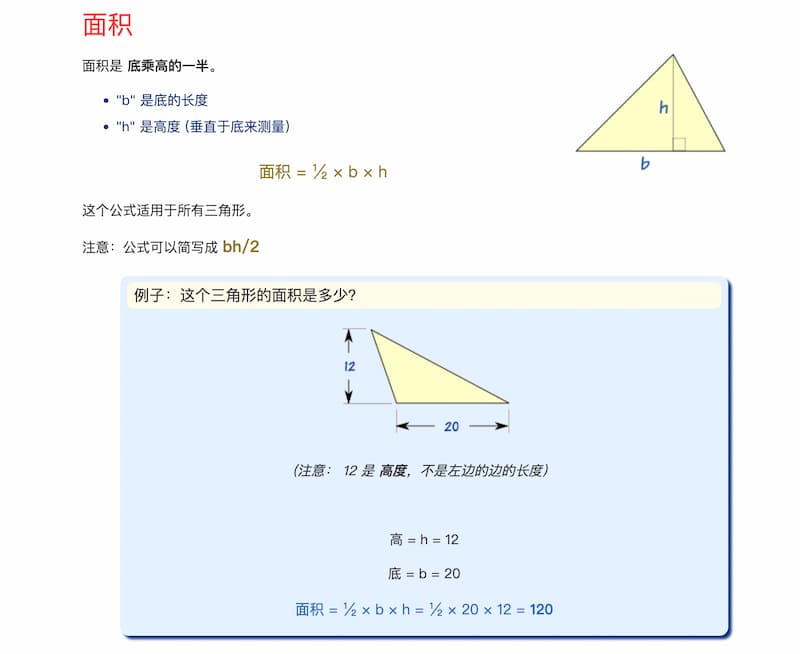 面积
面积是 底乘高的一半。
"b" 是底的长度
"h" 是高度 (垂直于底来测量)
h
b
面积 = ½ × b × h
这个公式适用于所有三角形。
注意：公式可以简写成 bh/2
例子：这个三角形的面积是多少?
12
20
(注意： 12 是 高度，不是左边的边的长度)
高 = h = 12
底 = b = 20
面积 = ½ × b × h = ½ × 20 × 12 = 120